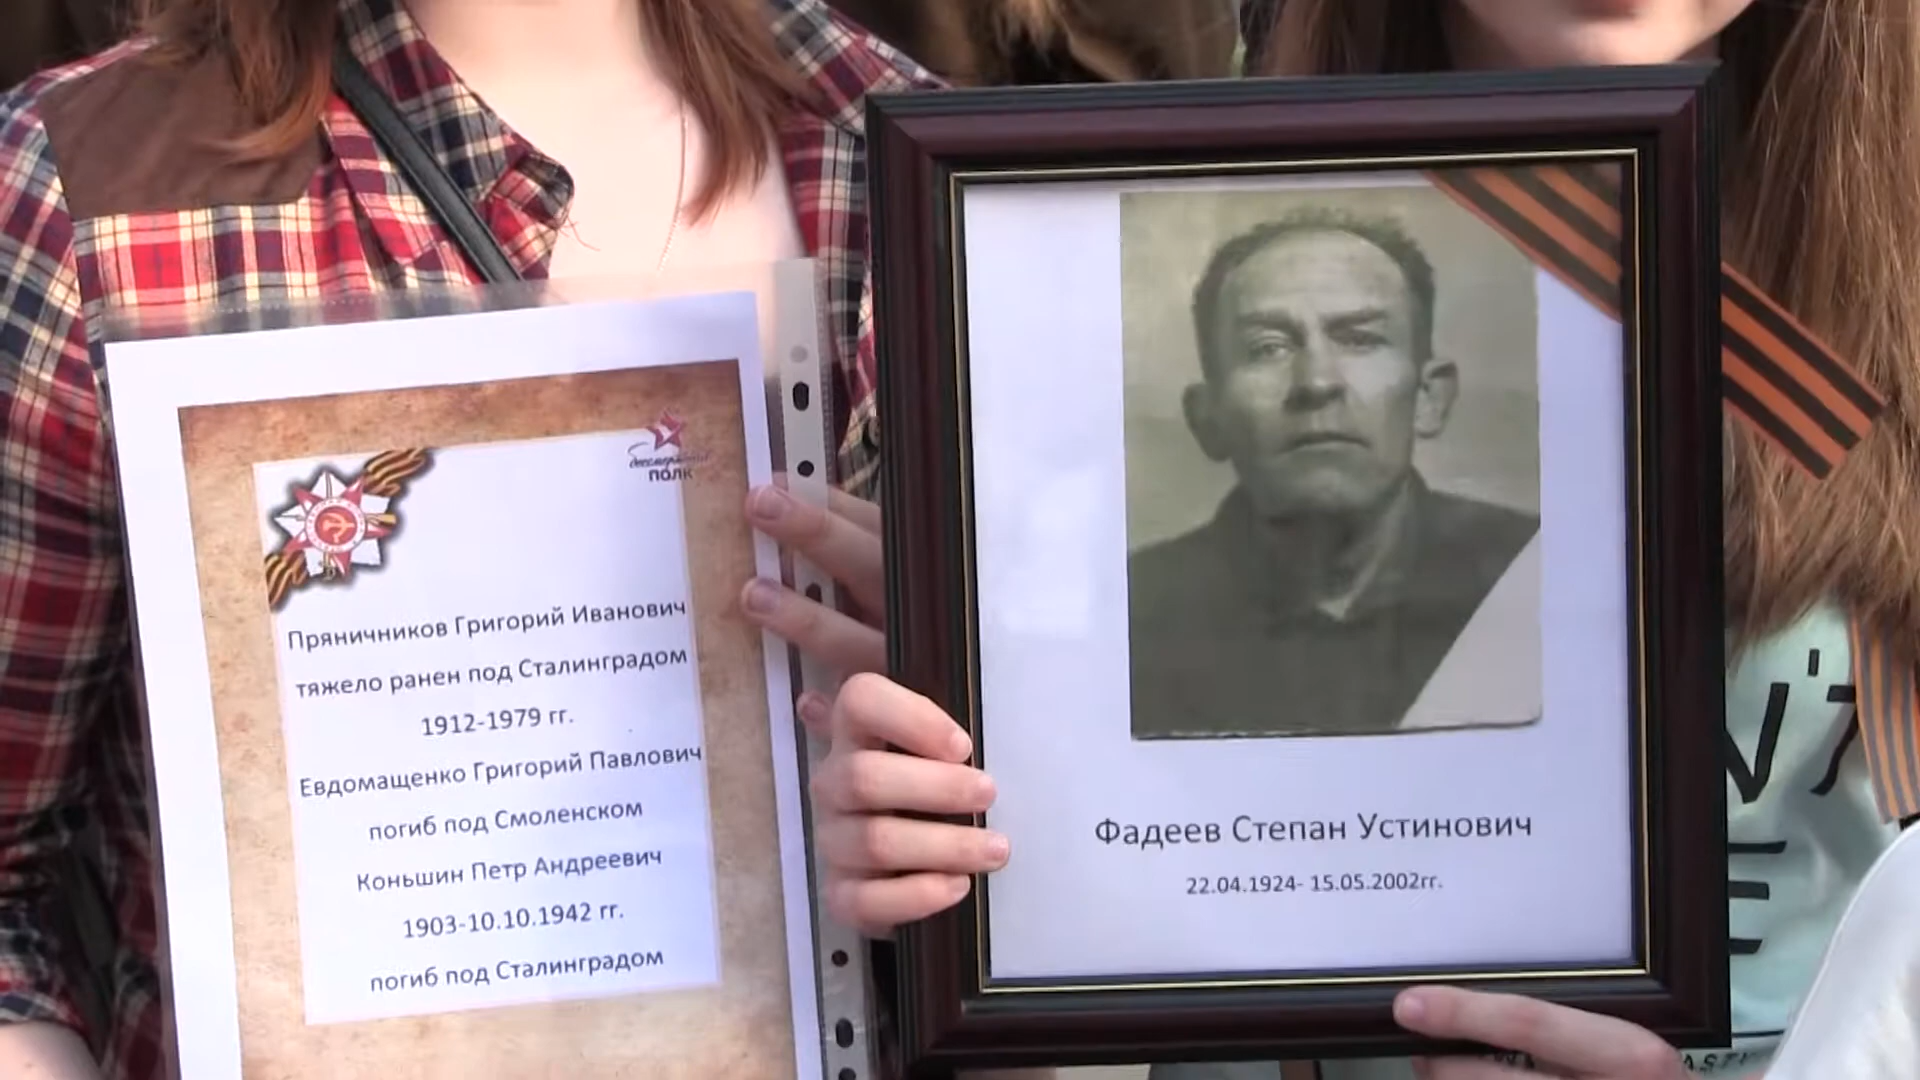 бессмертный
ПОЛК
Пряничников Григорий Иванович
тяжело ранен под Сталинградом
1912-1979 гг.
Евдомащенко Григорий Павлович
погиб под Смоленском
Коньшин Петр Андреевич
1903-10.10.1942 гг.
погиб под Сталинградом
Фадеев Степан Устинович
22.04.1924- 15.05.2002гг.